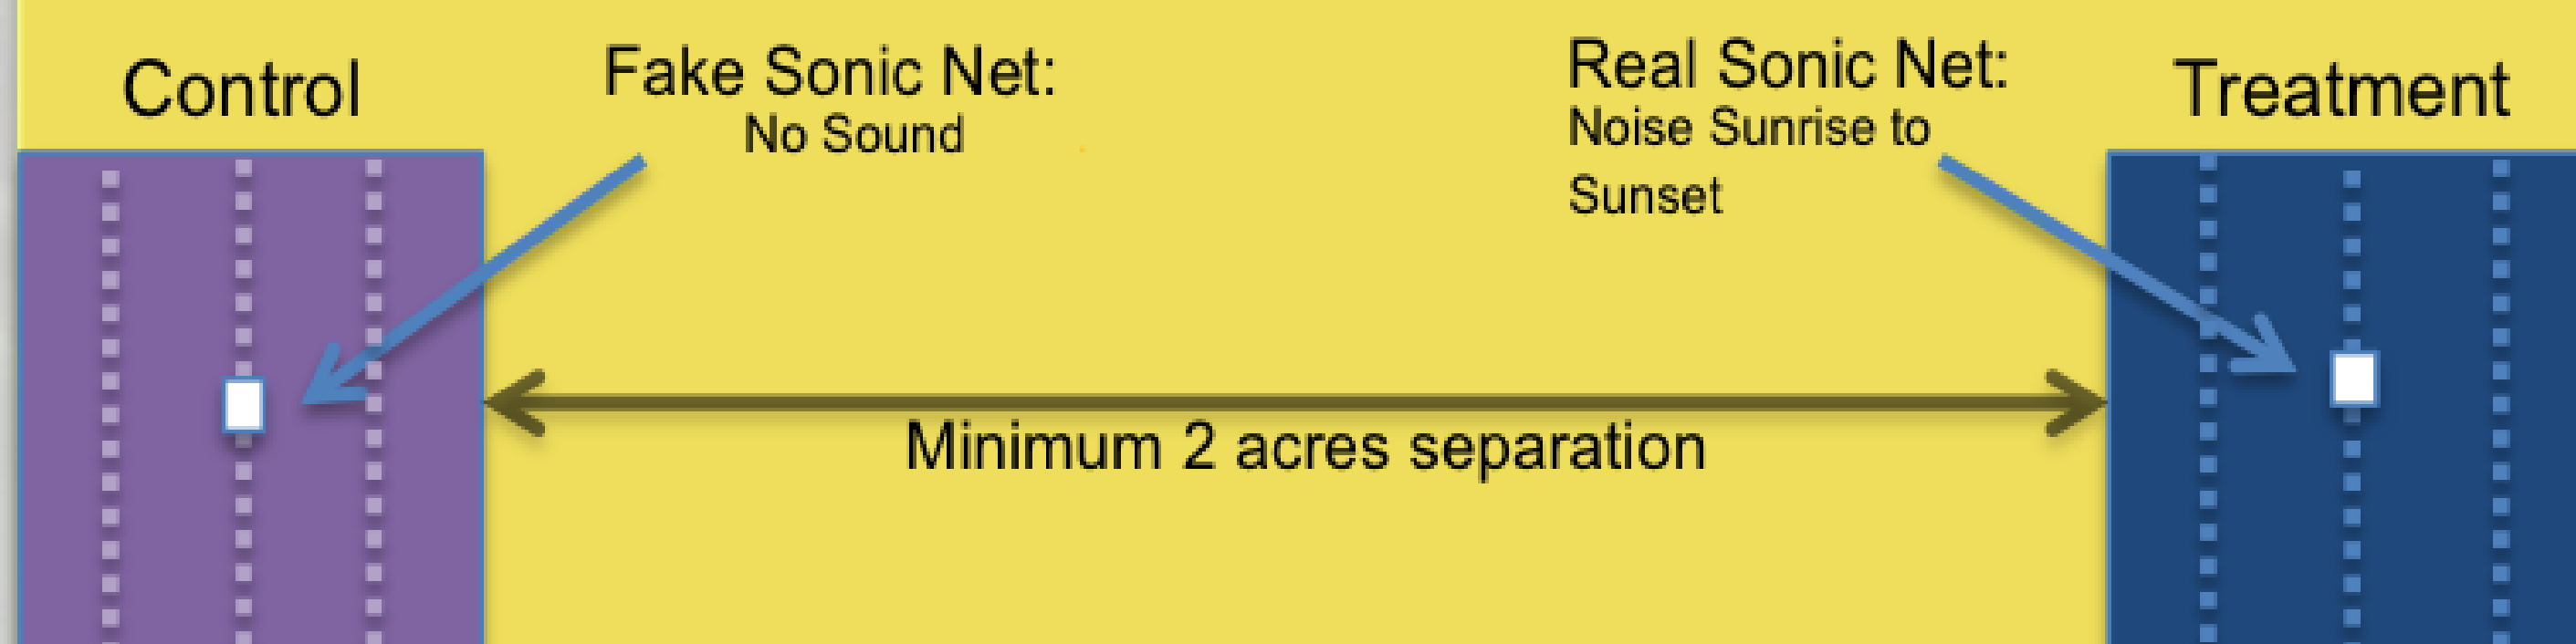 Control
Fake Sonic Net:
No Sound
Real Sonic Net:
Noise Sunrise to
Sunset
Treatment
Minimum 2 acres separation